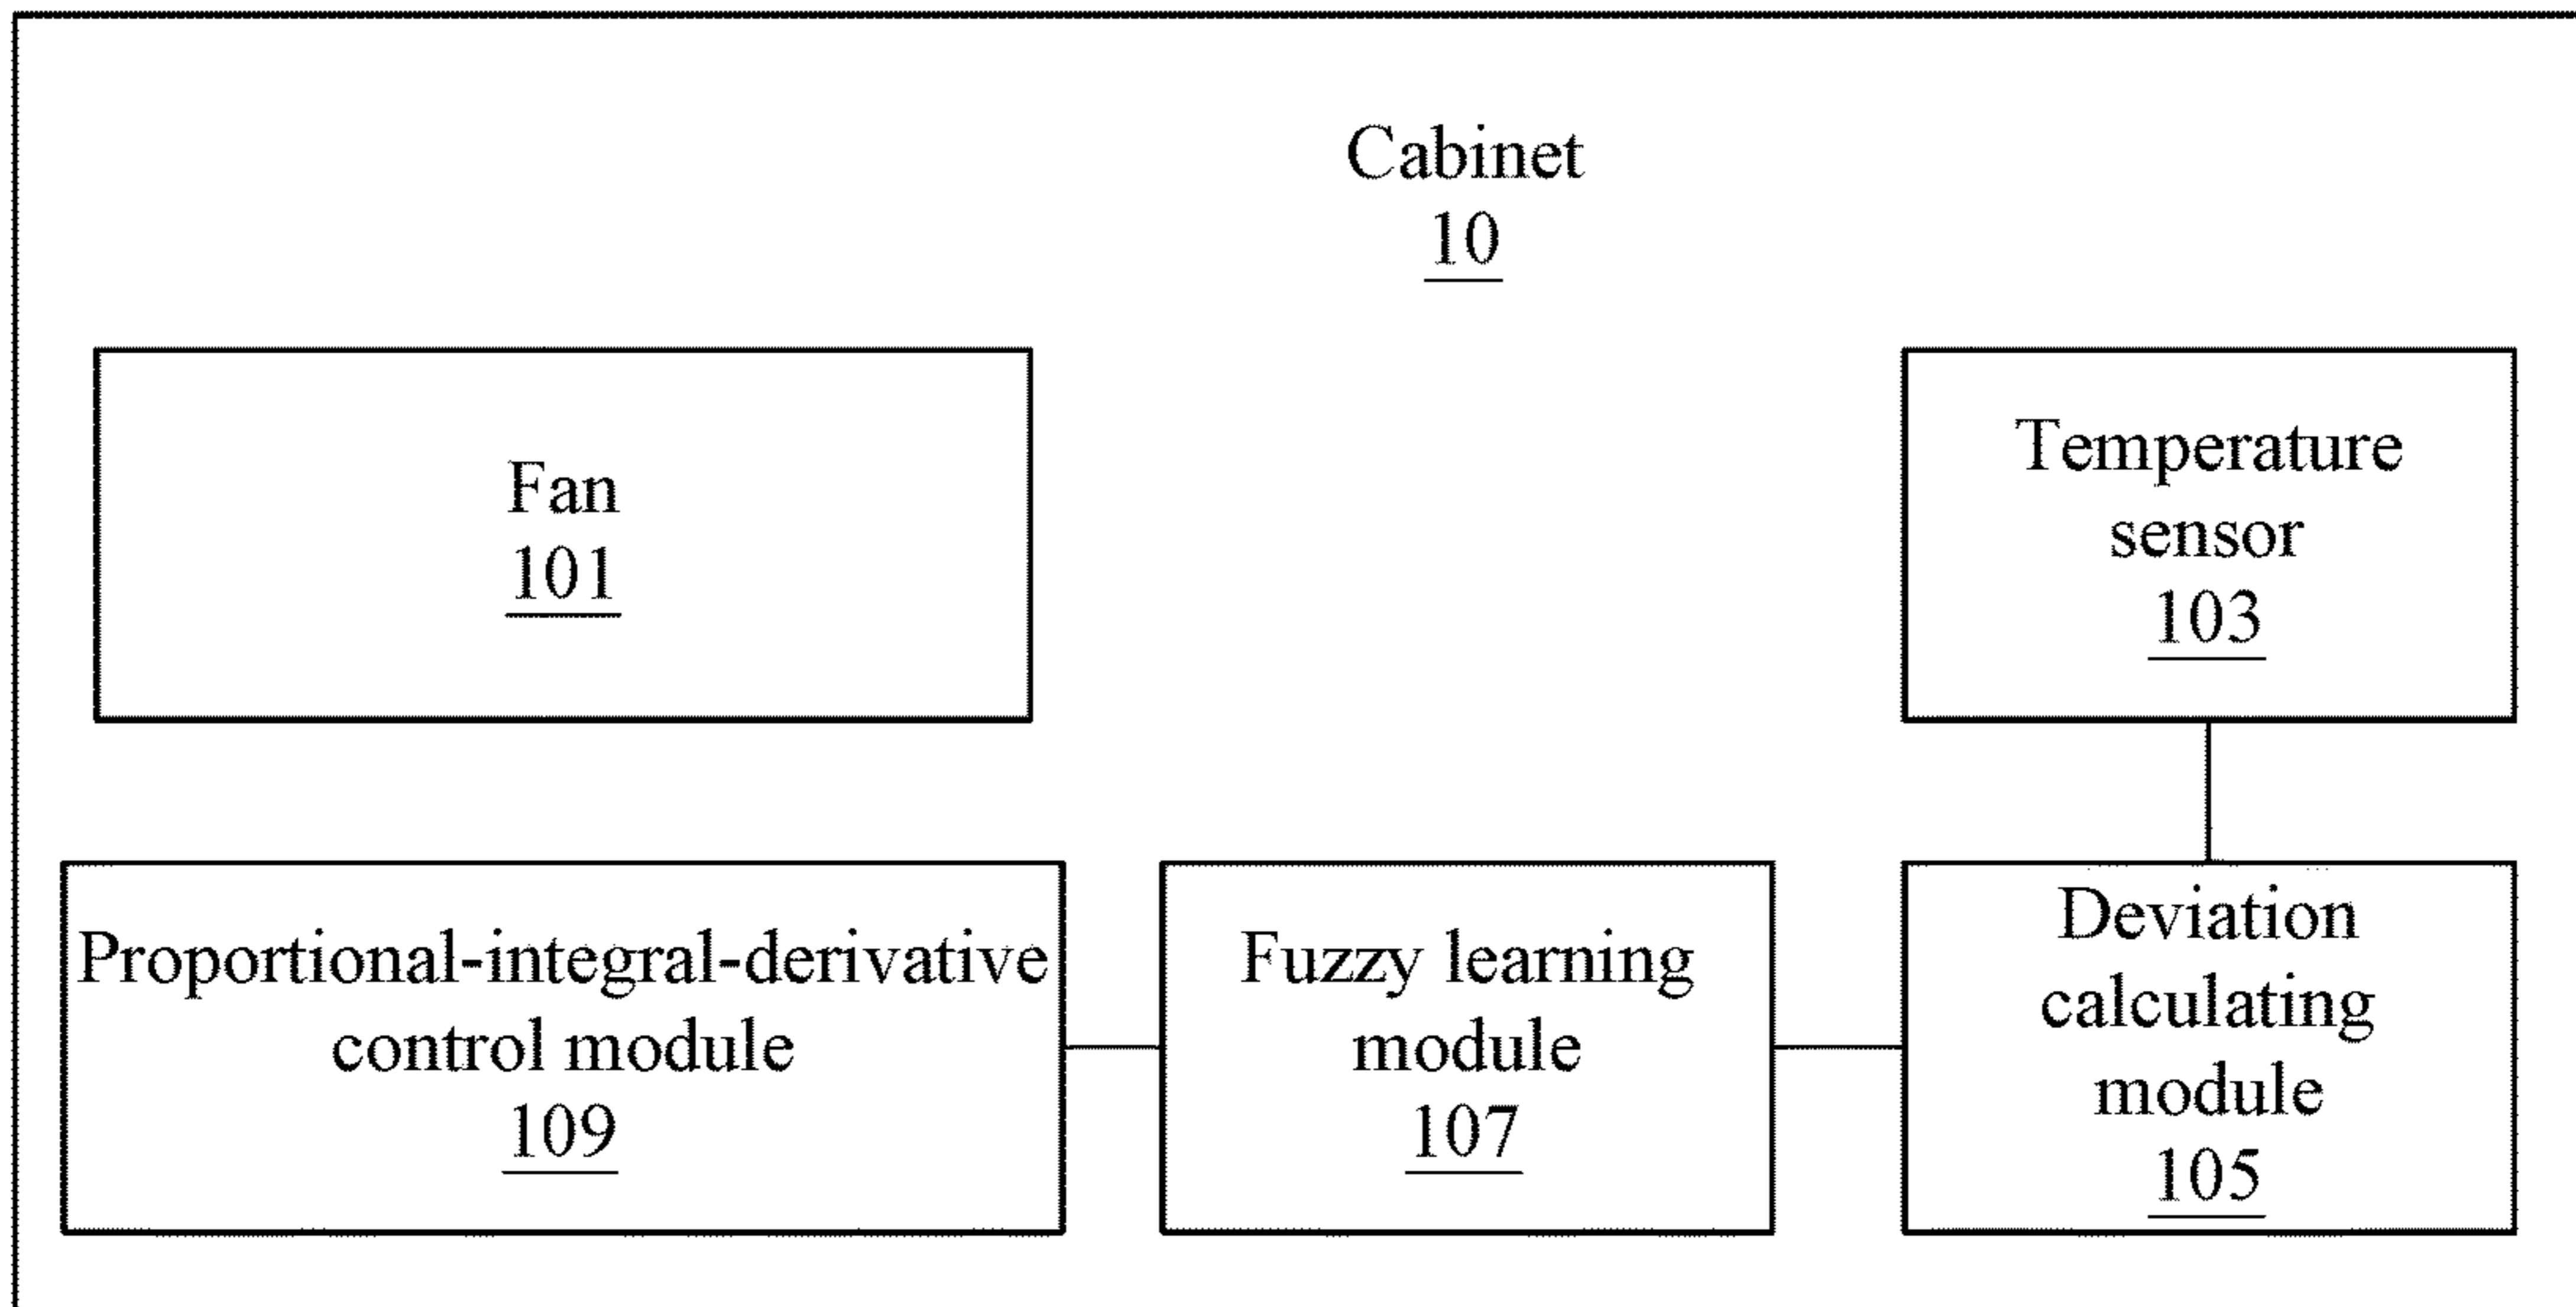 Cabinet
10
Fan
101
Temperature
sensor
103
Proportional-integral-derivative
control module
109
Fuzzy learning
module
107
Deviation
calculating
module
105